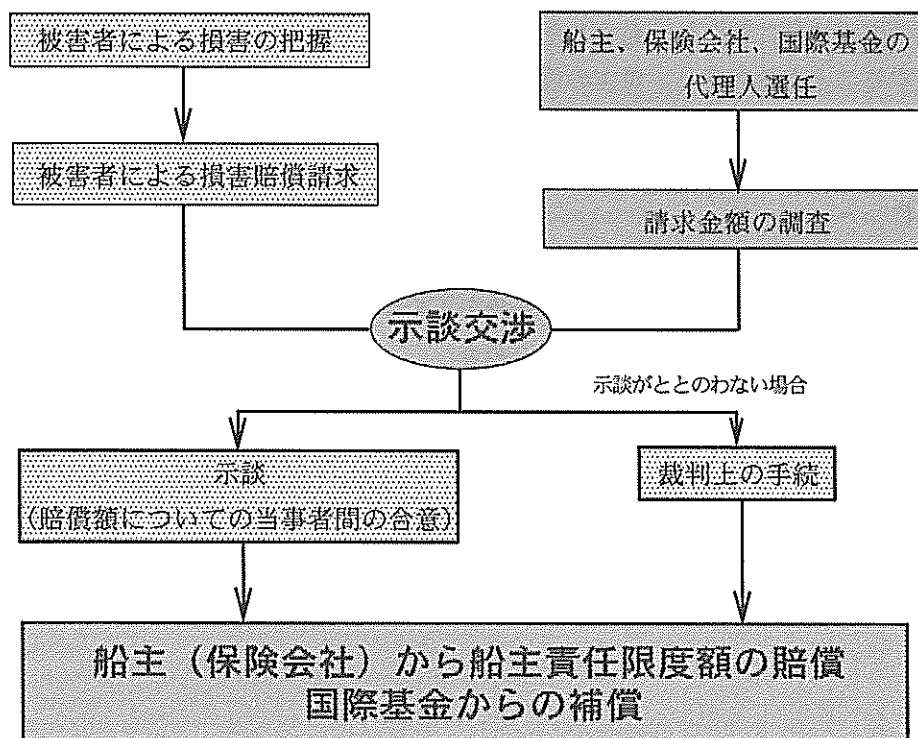 被害者による損害の把握
船主、保険会社、国際基金の
代理人選任
被害者による損害賠償請求
請求金額の調査
示談交渉
示談がととのわない場合
示談
(賠償額についての当事者間の合意)
裁判上の手続
船主（保険会社）から船主責任限度額の賠償
国際基金からの補償